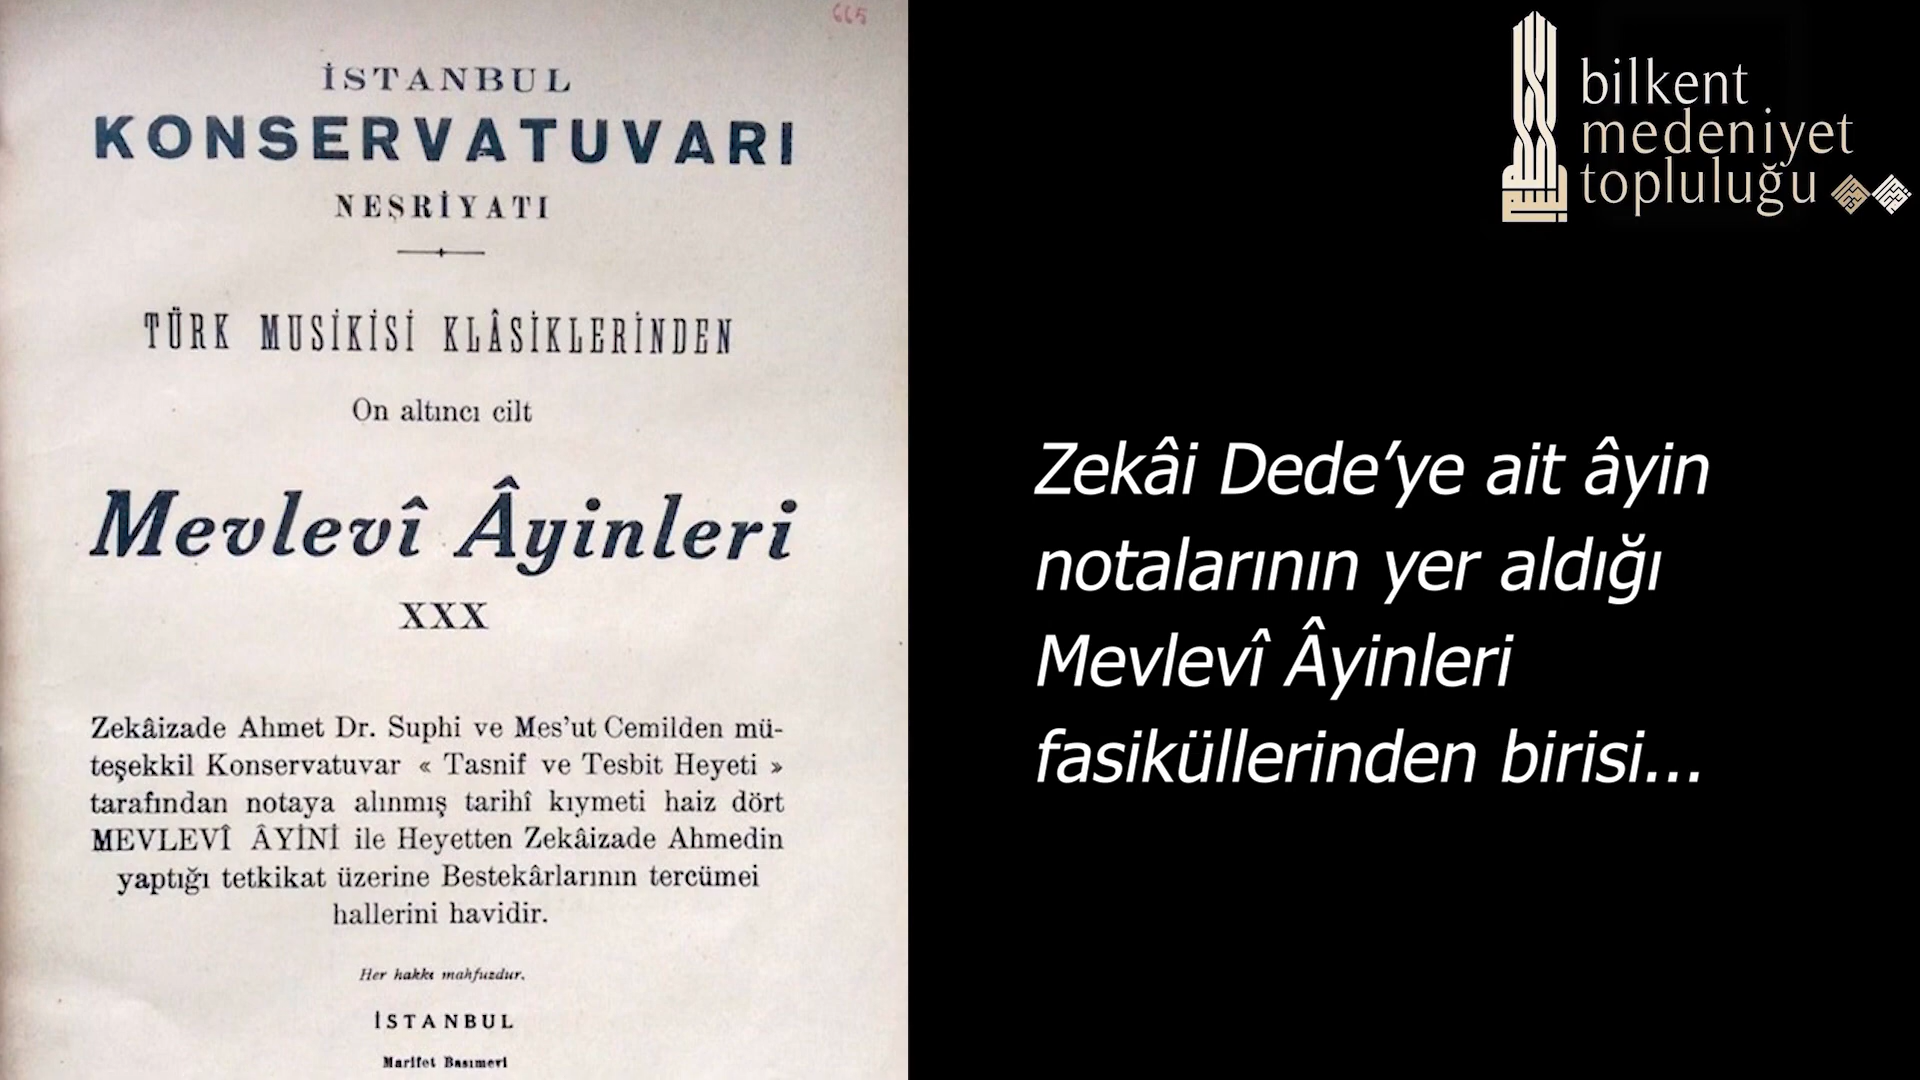 665
İSTANBUL
KONSERVATUVARI
NEŞRİYATI
TÜRK MUSİKİSİ KLÂSİKLERİNDEN
On altıncı cilt
Mevlevî Âyinleri
XXX
Zekâizade Ahmet Dr. Suphi ve Mes'ut Cemilden mü-
teşekkil Konservatuvar « Tasnif ve Tesbit Heyeti »
tarafından notaya alınmış tarihî kıymeti haiz dört
MEVLEVÎ ÂYİNİ ile Heyetten Zekâizade Ahmedin
yaptığı tetkikat üzerine Bestekârlarının tercümei
hallerini havidir.
Her hakkı mahfuzdur.
İSTANBUL
Marifet Basımevi
bilkent
medeniyet
topluluğu
Zekâi Dede’ye ait âyin
notalarının yer aldığı
Mevlevî Âyinleri
fasiküllerinden birisi...